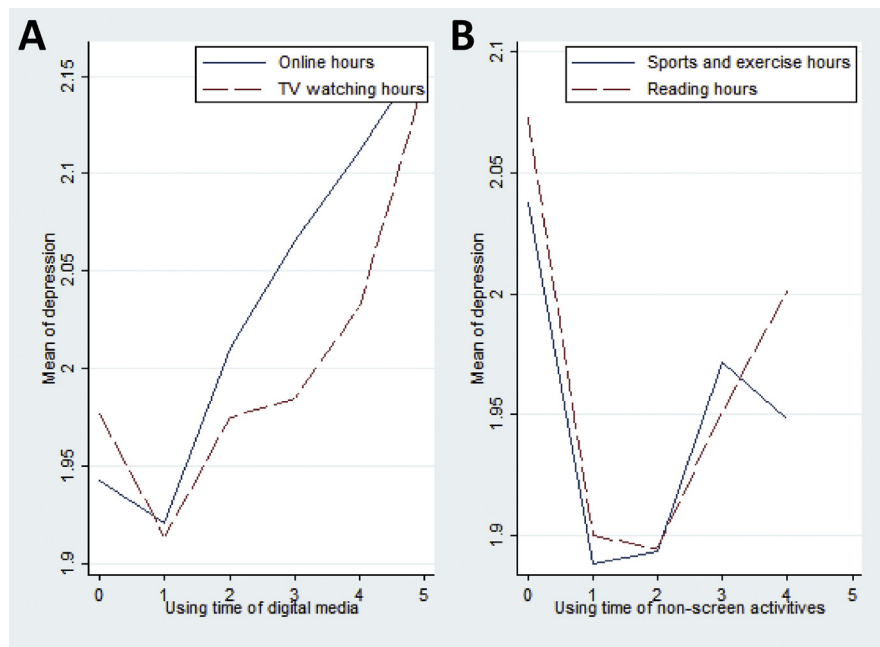 A
Online hours
TV watching hours
Mean of depression
2.15
2.1
2.05
2
1.95
1.9
0 1 2 3 4 5
Using time of digital media
B
Sports and exercise hours
Reading hours
Mean of depression
2.1
2.05
2
1.95
1.9
0 1 2 3 4 5
Using time of non-screen activitives